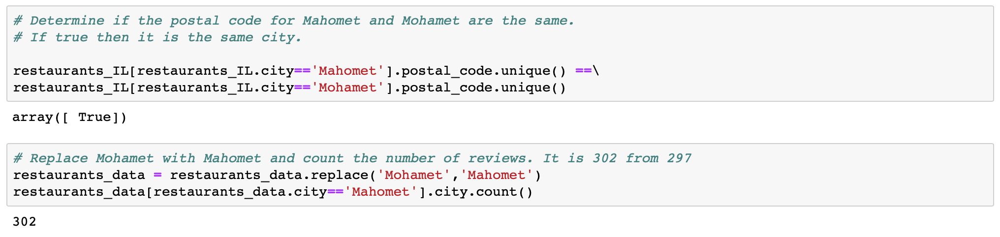 # Determine if the postal code for Mahomet and Mohamet are the same.
# If true then it is the same city.
restaurants_IL[restaurants_IL.city=='Mahomet'].postal_code.unique() ==\
restaurants_IL[restaurants_IL.city=='Mohamet'].postal_code.unique()
array([ True])
# Replace Mohamet with Mahomet and count the number of reviews. It is 302 from 297
restaurants_data = restaurants_data.replace('Mohamet','Mahomet')
restaurants_data[restaurants_data.city=='Mahomet'].city.count()
302